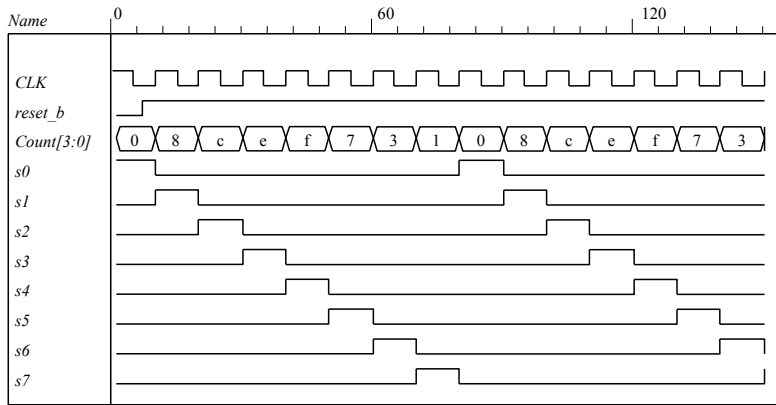 Name 0 60 120
CLK
reset_b
Count[3:0] 0 8 c e f 7 3 1 0 8 c e f 7 3
s0
s1
s2
s3
s4
s5
s6
s7